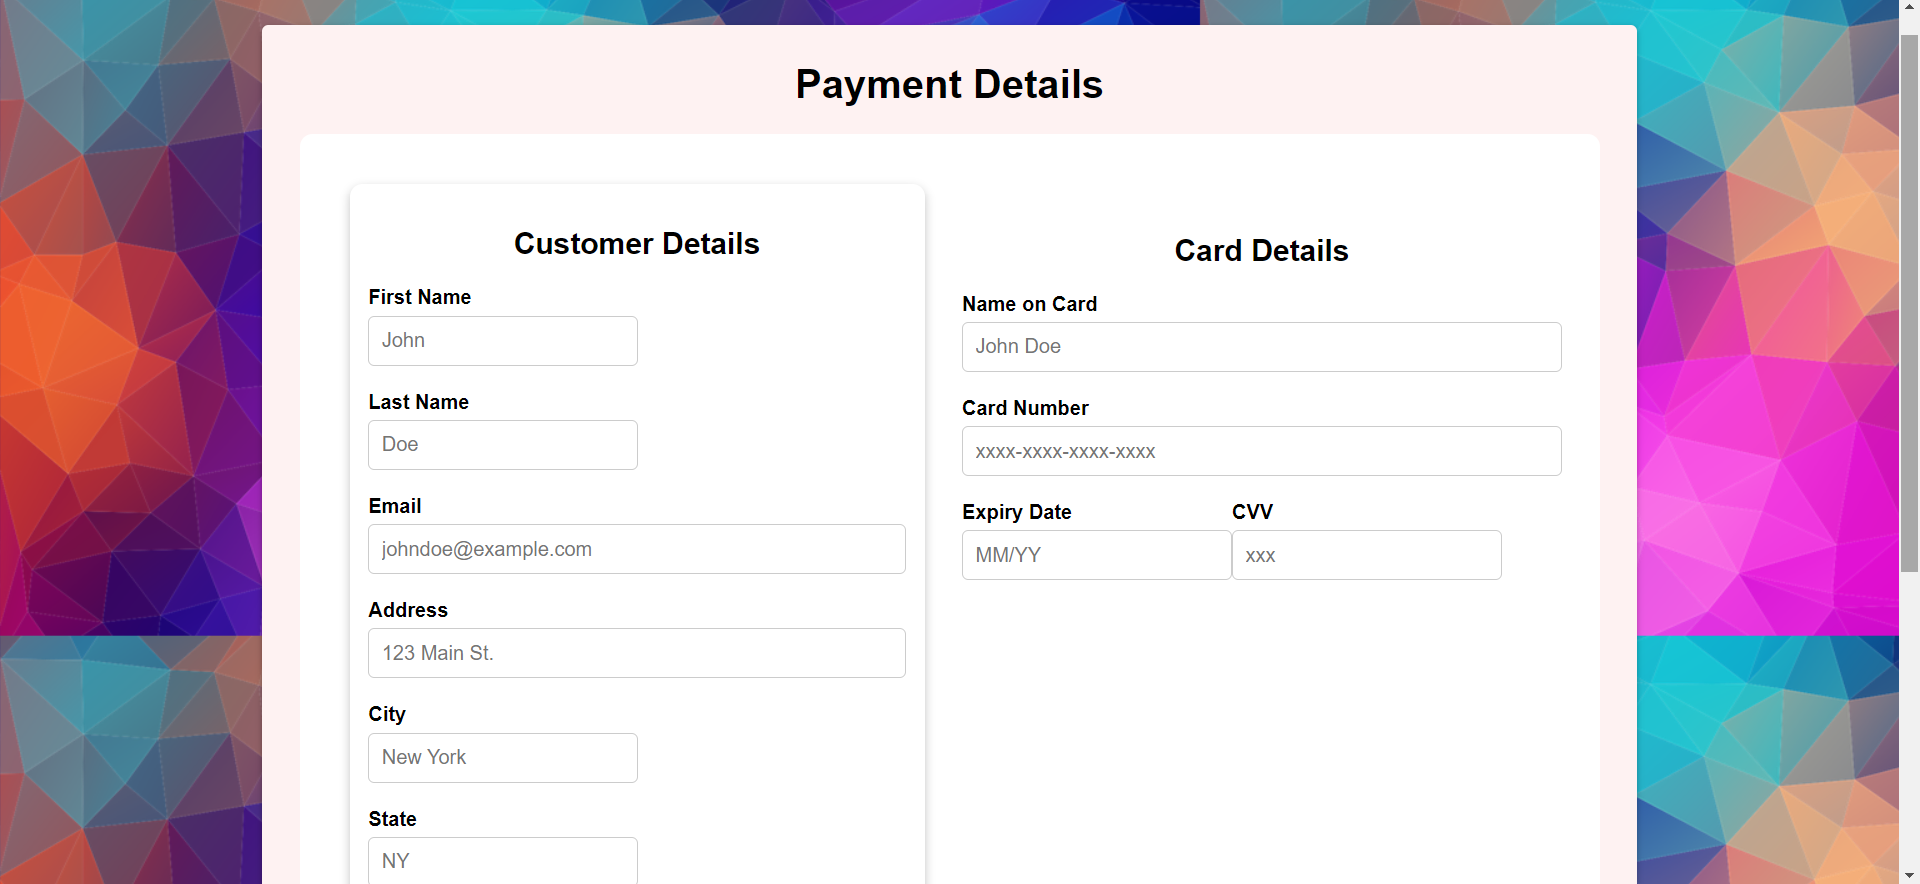 Payment Details
Customer Details
First Name
John
Last Name
Doe
Email
johndoe@example.com
Address
123 Main St.
City
New York
State
NY
Card Details
Name on Card
John Doe
Card Number
xxxx-xxxx-xxxx-xxxx
Expiry Date CVV
MM/YY xxx